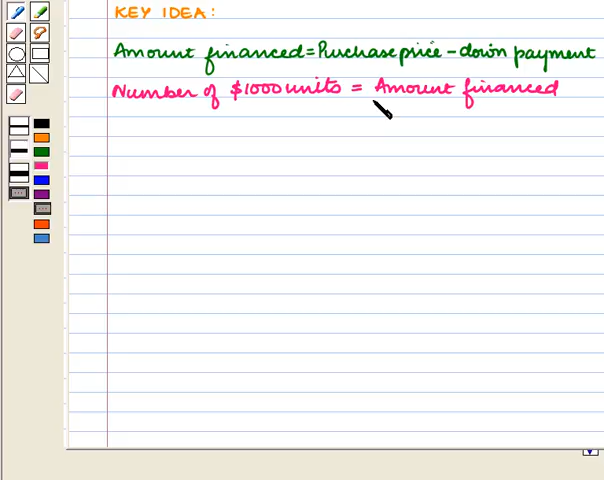 KEY IDEA:
Amount financed = Purchase price - down payment
Number of $1000 units = Amount financed